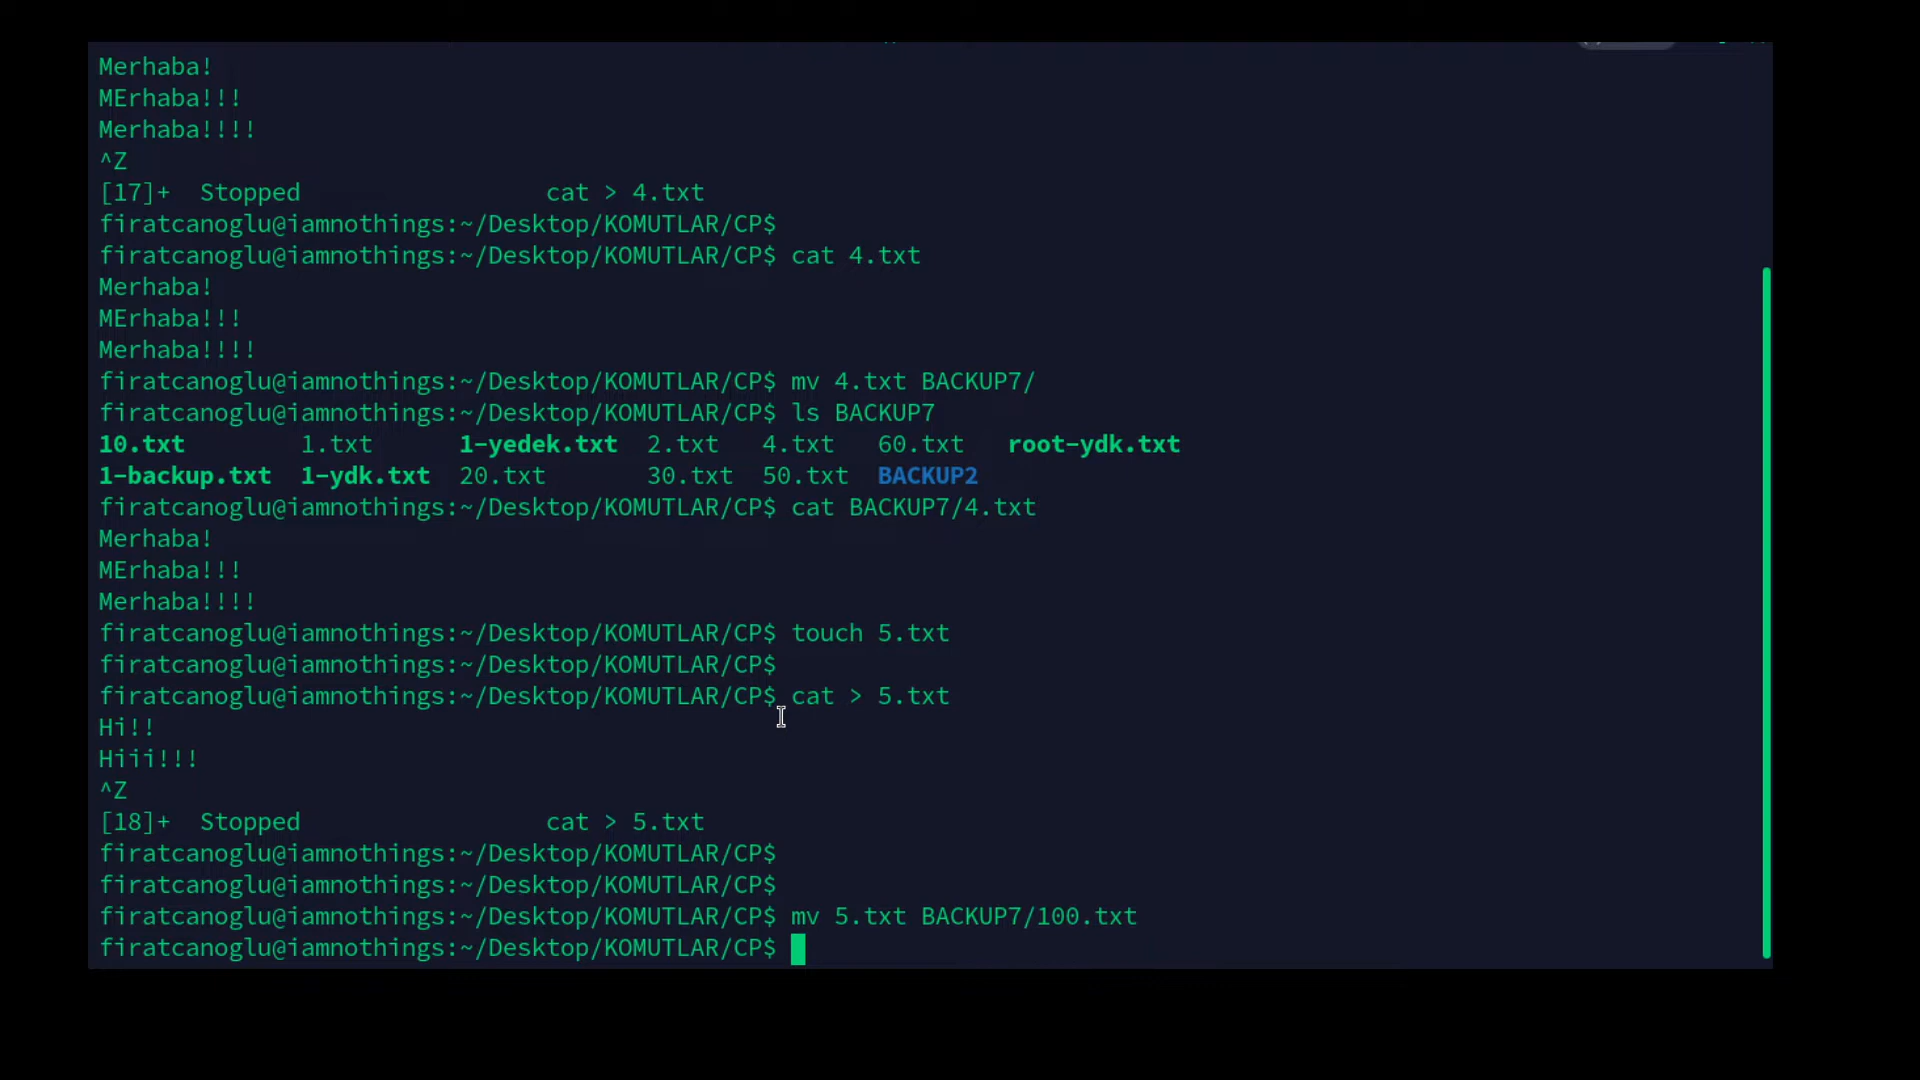 Merhaba!
MErhaba!!!
Merhaba!!!!
^Z
[17]+  Stopped                 cat > 4.txt
firatcanoglu@iamnothings:~/Desktop/KOMUTLAR/CP$
firatcanoglu@iamnothings:~/Desktop/KOMUTLAR/CP$ cat 4.txt
Merhaba!
MErhaba!!!
Merhaba!!!!
firatcanoglu@iamnothings:~/Desktop/KOMUTLAR/CP$ mv 4.txt BACKUP7/
firatcanoglu@iamnothings:~/Desktop/KOMUTLAR/CP$ ls BACKUP7
10.txt        1.txt      1-yedek.txt  2.txt   4.txt   60.txt   root-ydk.txt
1-backup.txt  1-ydk.txt  20.txt       30.txt  50.txt  BACKUP2
firatcanoglu@iamnothings:~/Desktop/KOMUTLAR/CP$ cat BACKUP7/4.txt
Merhaba!
MErhaba!!!
Merhaba!!!!
firatcanoglu@iamnothings:~/Desktop/KOMUTLAR/CP$ touch 5.txt
firatcanoglu@iamnothings:~/Desktop/KOMUTLAR/CP$
firatcanoglu@iamnothings:~/Desktop/KOMUTLAR/CP$ cat > 5.txt
Hi!!
Hiii!!!
^Z
[18]+  Stopped                 cat > 5.txt
firatcanoglu@iamnothings:~/Desktop/KOMUTLAR/CP$
firatcanoglu@iamnothings:~/Desktop/KOMUTLAR/CP$
firatcanoglu@iamnothings:~/Desktop/KOMUTLAR/CP$ mv 5.txt BACKUP7/100.txt
firatcanoglu@iamnothings:~/Desktop/KOMUTLAR/CP$